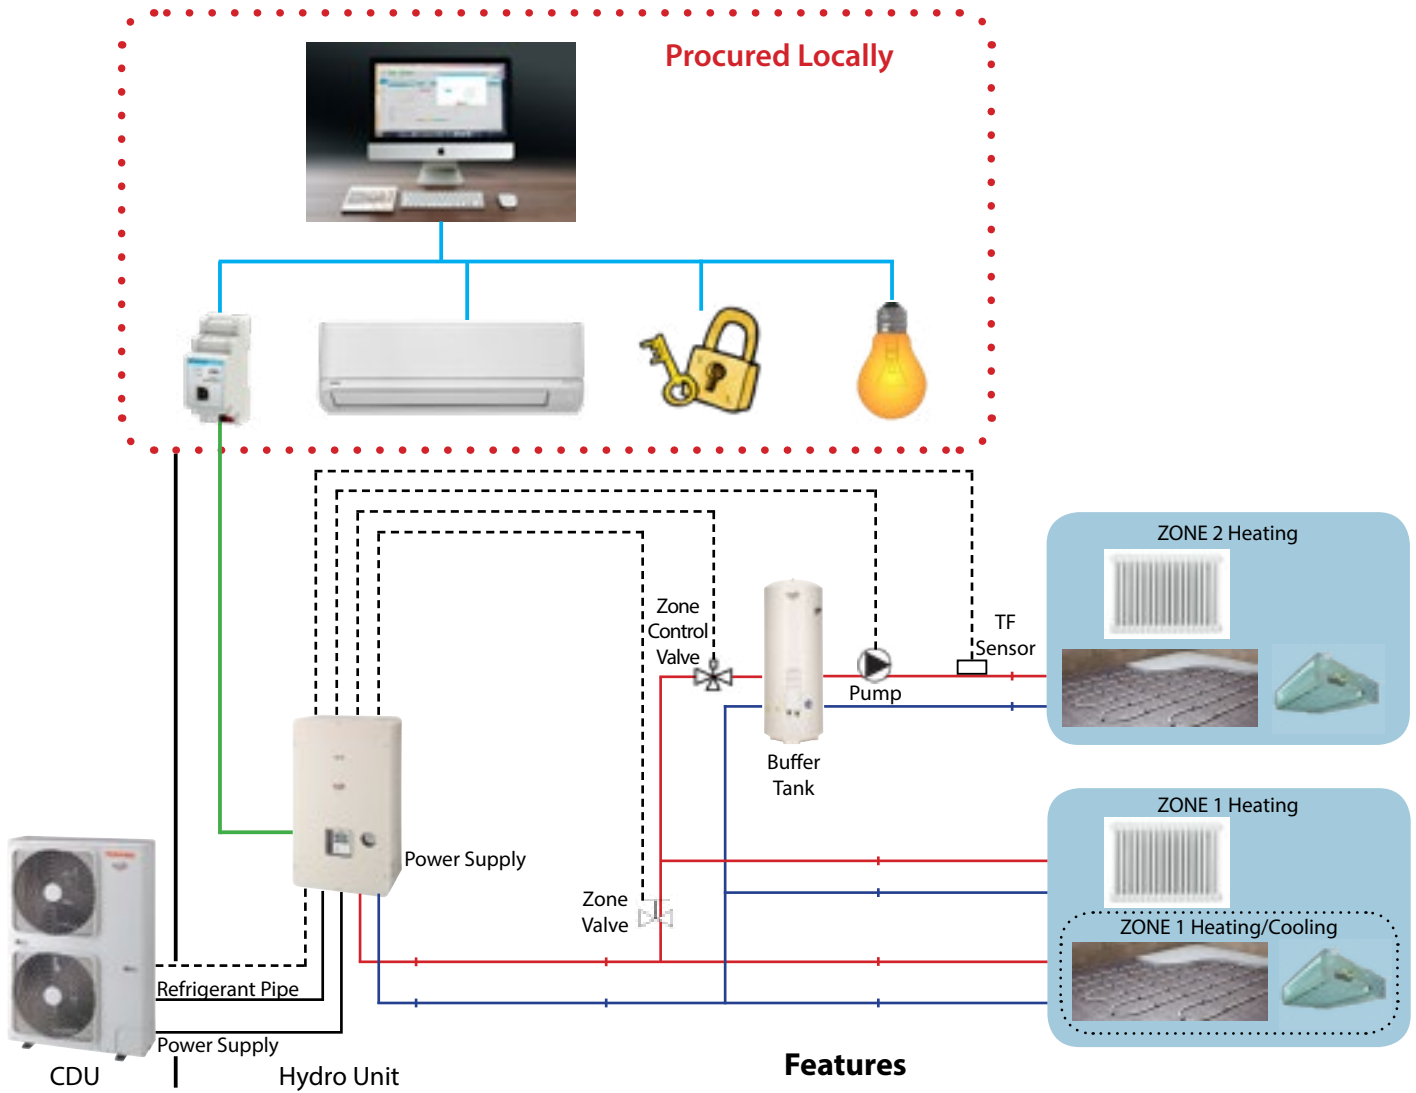 Procured Locally
ZONE 2 Heating
Zone
Control
Valve
TF
Sensor
Pump
Buffer
Tank
ZONE 1 Heating
Power Supply
Zone
Valve
ZONE 1 Heating/Cooling
Refrigerant Pipe
Power Supply
CDU
Hydro Unit
Features